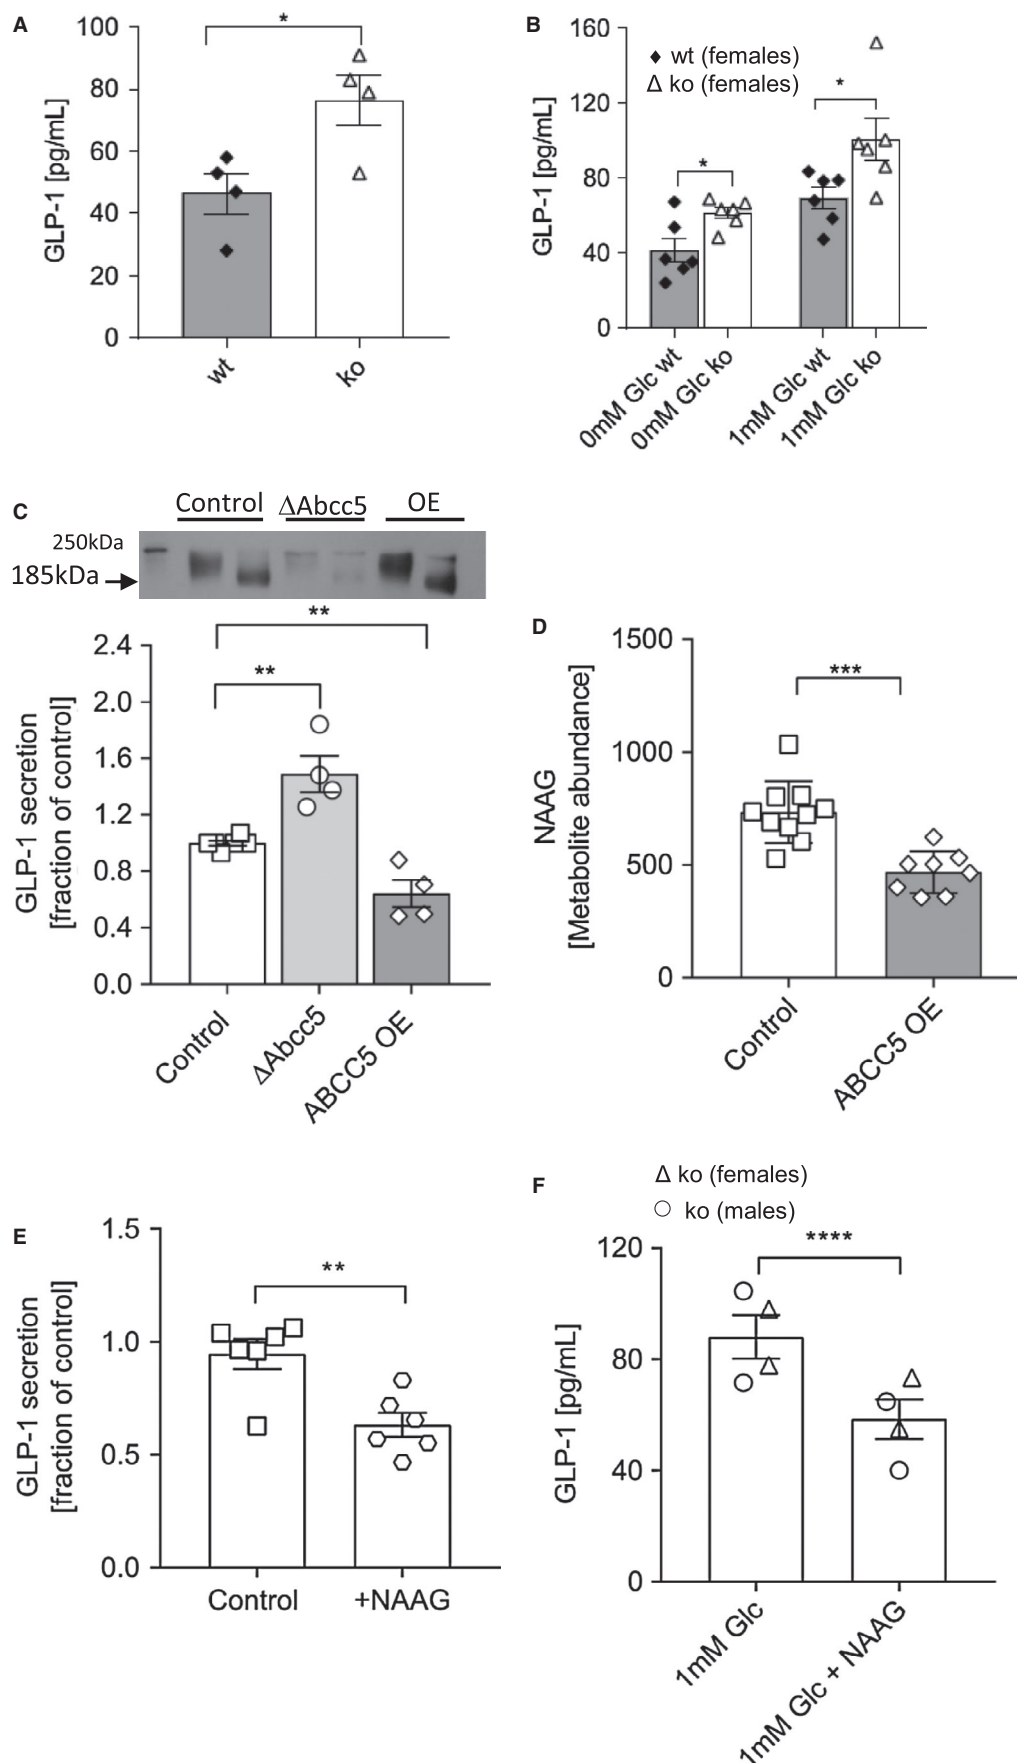 A
GLP-1 [pg/mL]
100
80
60
40
20
0
*
wt
ko
B
GLP-1 [pg/mL]
160
120
80
40
0
◆ wt (females)
Δ ko (females)
*
*
0mM Glc wt
0mM Glc ko
1mM Glc wt
1mM Glc ko
C
Control
ΔAbcc5
OE
250kDa
185kDa
GLP-1 secretion
[fraction of control]
2.4
2.0
1.6
1.2
0.8
0.4
0.0
**
**
Control
ΔAbcc5
ABCC5 OE
D
NAAG
[Metabolite abundance]
1500
1000
500
0
***
Control
ABCC5 OE
E
GLP-1 secretion
[fraction of control]
1.5
1.0
0.5
0.0
**
Control
+NAAG
F
Δ ko (females)
○ ko (males)
GLP-1 [pg/mL]
120
80
40
0
****
1mM Glc
1mM Glc + NAAG